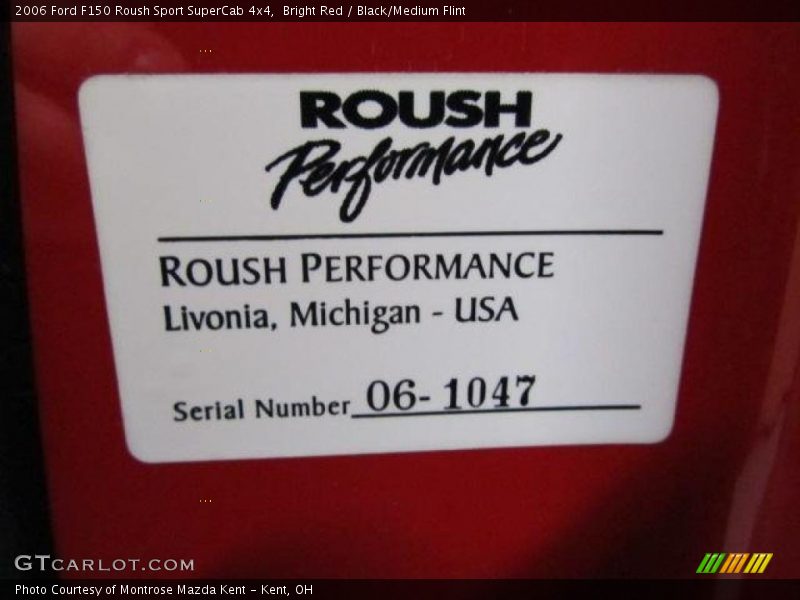 2006 Ford F150 Roush Sport SuperCab 4x4,  Bright Red / Black/Medium Flint
ROUSH
Performance
ROUSH PERFORMANCE
Livonia, Michigan - USA
Serial Number 06-1047
GTCARLOT.COM
Photo Courtesy of Montrose Mazda Kent - Kent, OH